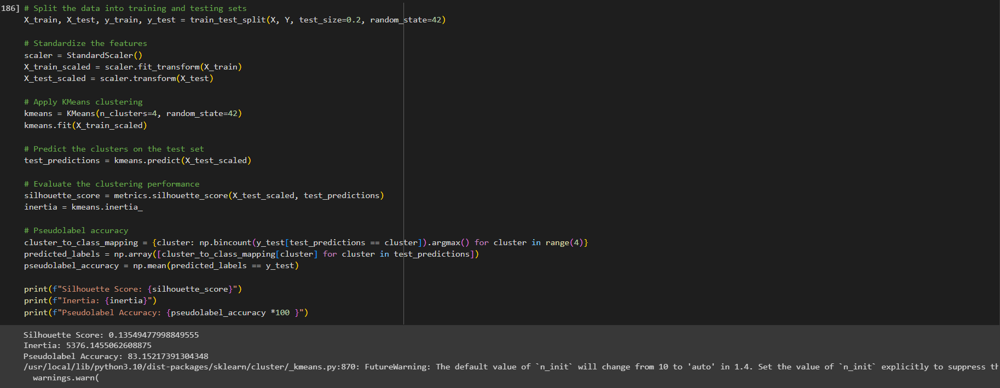 [186] # Split the data into training and testing sets
X_train, X_test, y_train, y_test = train_test_split(X, Y, test_size=0.2, random_state=42)
# Standardize the features
scaler = StandardScaler()
X_train_scaled = scaler.fit_transform(X_train)
X_test_scaled = scaler.transform(X_test)
# Apply KMeans clustering
kmeans = KMeans(n_clusters=4, random_state=42)
kmeans.fit(X_train_scaled)
# Predict the clusters on the test set
test_predictions = kmeans.predict(X_test_scaled)
# Evaluate the clustering performance
silhouette_score = metrics.silhouette_score(X_test_scaled, test_predictions)
inertia = kmeans.inertia_
# Pseudolabel accuracy
cluster_to_class_mapping = {cluster: np.bincount(y_test[test_predictions == cluster]).argmax() for cluster in range(4)}
predicted_labels = np.array([cluster_to_class_mapping[cluster] for cluster in test_predictions])
pseudolabel_accuracy = np.mean(predicted_labels == y_test)
print(f"Silhouette Score: {silhouette_score}")
print(f"Inertia: {inertia}")
print(f"Pseudolabel Accuracy: {pseudolabel_accuracy *100 }")
Silhouette Score: 0.13549477998849555
Inertia: 5376.1455062608875
Pseudolabel Accuracy: 83.15217391304348
/usr/local/lib/python3.10/dist-packages/sklearn/cluster/_kmeans.py:870: FutureWarning: The default value of `n_init` will change from 10 to 'auto' in 1.4. Set the value of `n_init` explicitly to suppress th
warnings.warn(